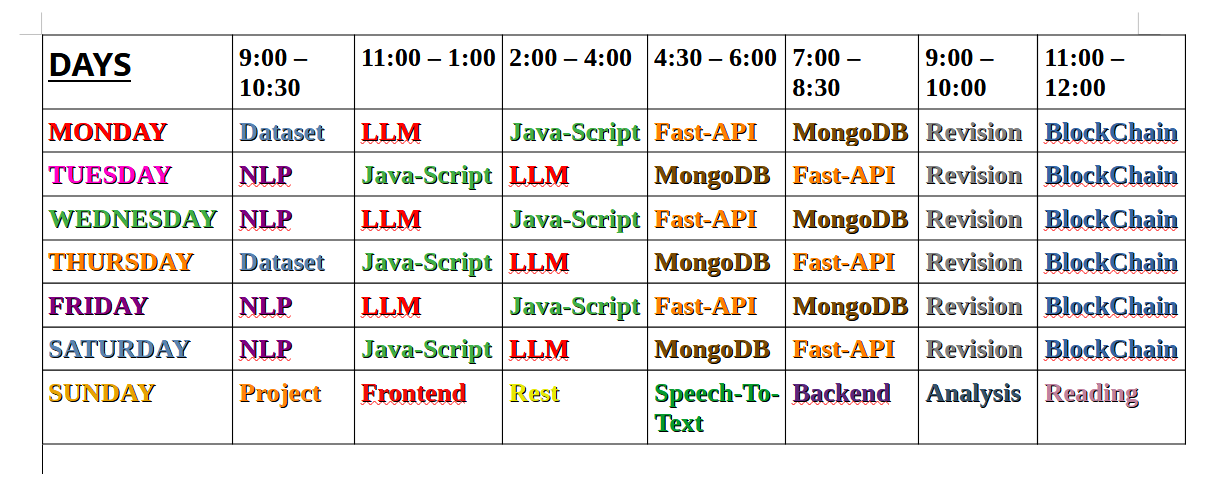 DAYS 9:00 – 10:30 11:00 – 1:00 2:00 – 4:00 4:30 – 6:00 7:00 – 8:30 9:00 – 10:00 11:00 – 12:00
MONDAY Dataset LLM Java-Script Fast-API MongoDB Revision BlockChain
TUESDAY NLP Java-Script LLM MongoDB Fast-API Revision BlockChain
WEDNESDAY NLP LLM Java-Script Fast-API MongoDB Revision BlockChain
THURSDAY Dataset Java-Script LLM MongoDB Fast-API Revision BlockChain
FRIDAY NLP LLM Java-Script Fast-API MongoDB Revision BlockChain
SATURDAY NLP Java-Script LLM MongoDB Fast-API Revision BlockChain
SUNDAY Project Frontend Rest Speech-To-Text Backend Analysis Reading